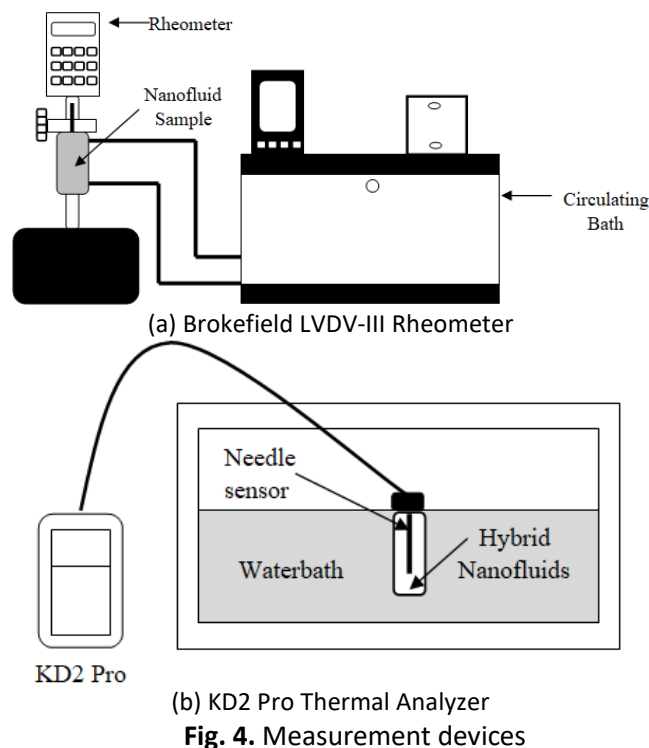 Rheometer
Nanofluid
Sample
Circulating
Bath
(a) Brokefield LVDV-III Rheometer
Needle
sensor
Waterbath
Hybrid
Nanofluids
KD2 Pro
(b) KD2 Pro Thermal Analyzer
Fig. 4. Measurement devices